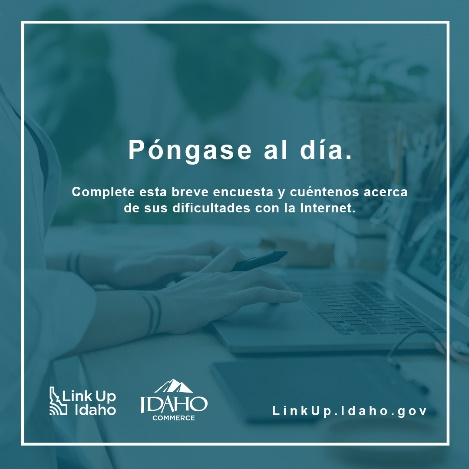 Póngase al día.
Complete esta breve encuesta y cuéntenos acerca
de sus dificultades con la Internet.
Link Up
Idaho
IDAHO
COMMERCE
LinkUp.Idaho.gov